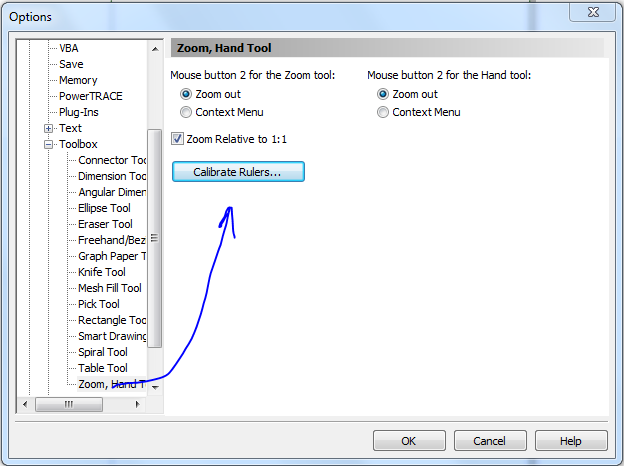 Options
VBA
Save
Memory
PowerTRACE
Plug-Ins
Text
Toolbox
Connector Too
Dimension Too
Angular Dimen
Ellipse Tool
Eraser Tool
Freehand/Bez
Graph Paper T
Knife Tool
Mesh Fill Tool
Pick Tool
Rectangle Too
Smart Drawing
Spiral Tool
Table Tool
Zoom, Hand T
Zoom, Hand Tool
Mouse button 2 for the Zoom tool:
Zoom out
Context Menu
Mouse button 2 for the Hand tool:
Zoom out
Context Menu
Zoom Relative to 1:1
Calibrate Rulers...
OK
Cancel
Help